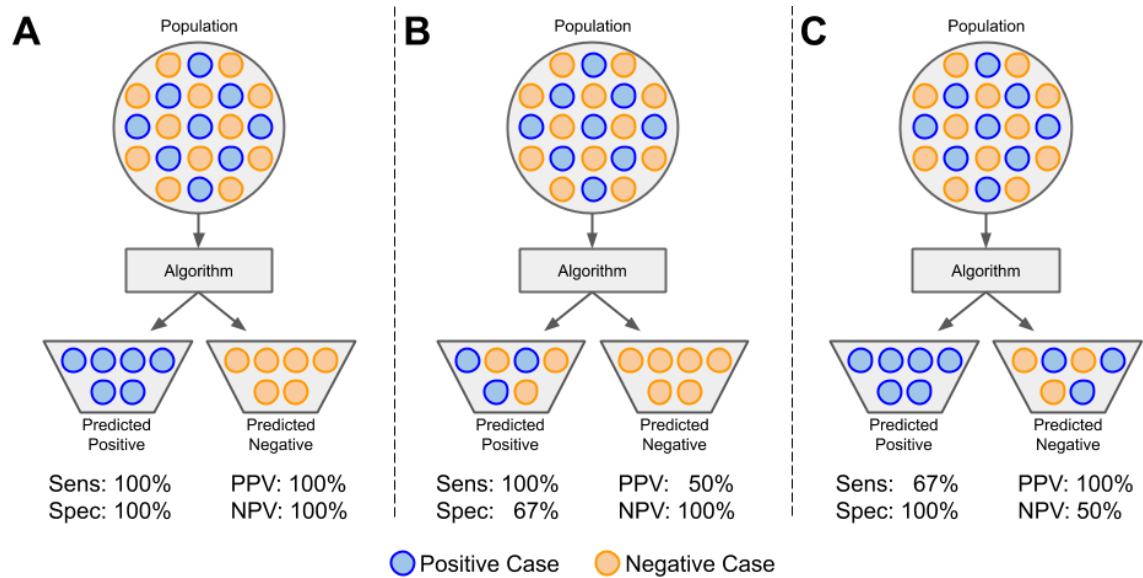 A
Population
Algorithm
Predicted
Positive
Predicted
Negative
Sens: 100%
PPV: 100%
Spec: 100%
NPV: 100%
B
Population
Algorithm
Predicted
Positive
Predicted
Negative
Sens: 100%
PPV: 50%
Spec: 67%
NPV: 100%
C
Population
Algorithm
Predicted
Positive
Predicted
Negative
Sens: 67%
PPV: 100%
Spec: 100%
NPV: 50%
Positive Case
Negative Case